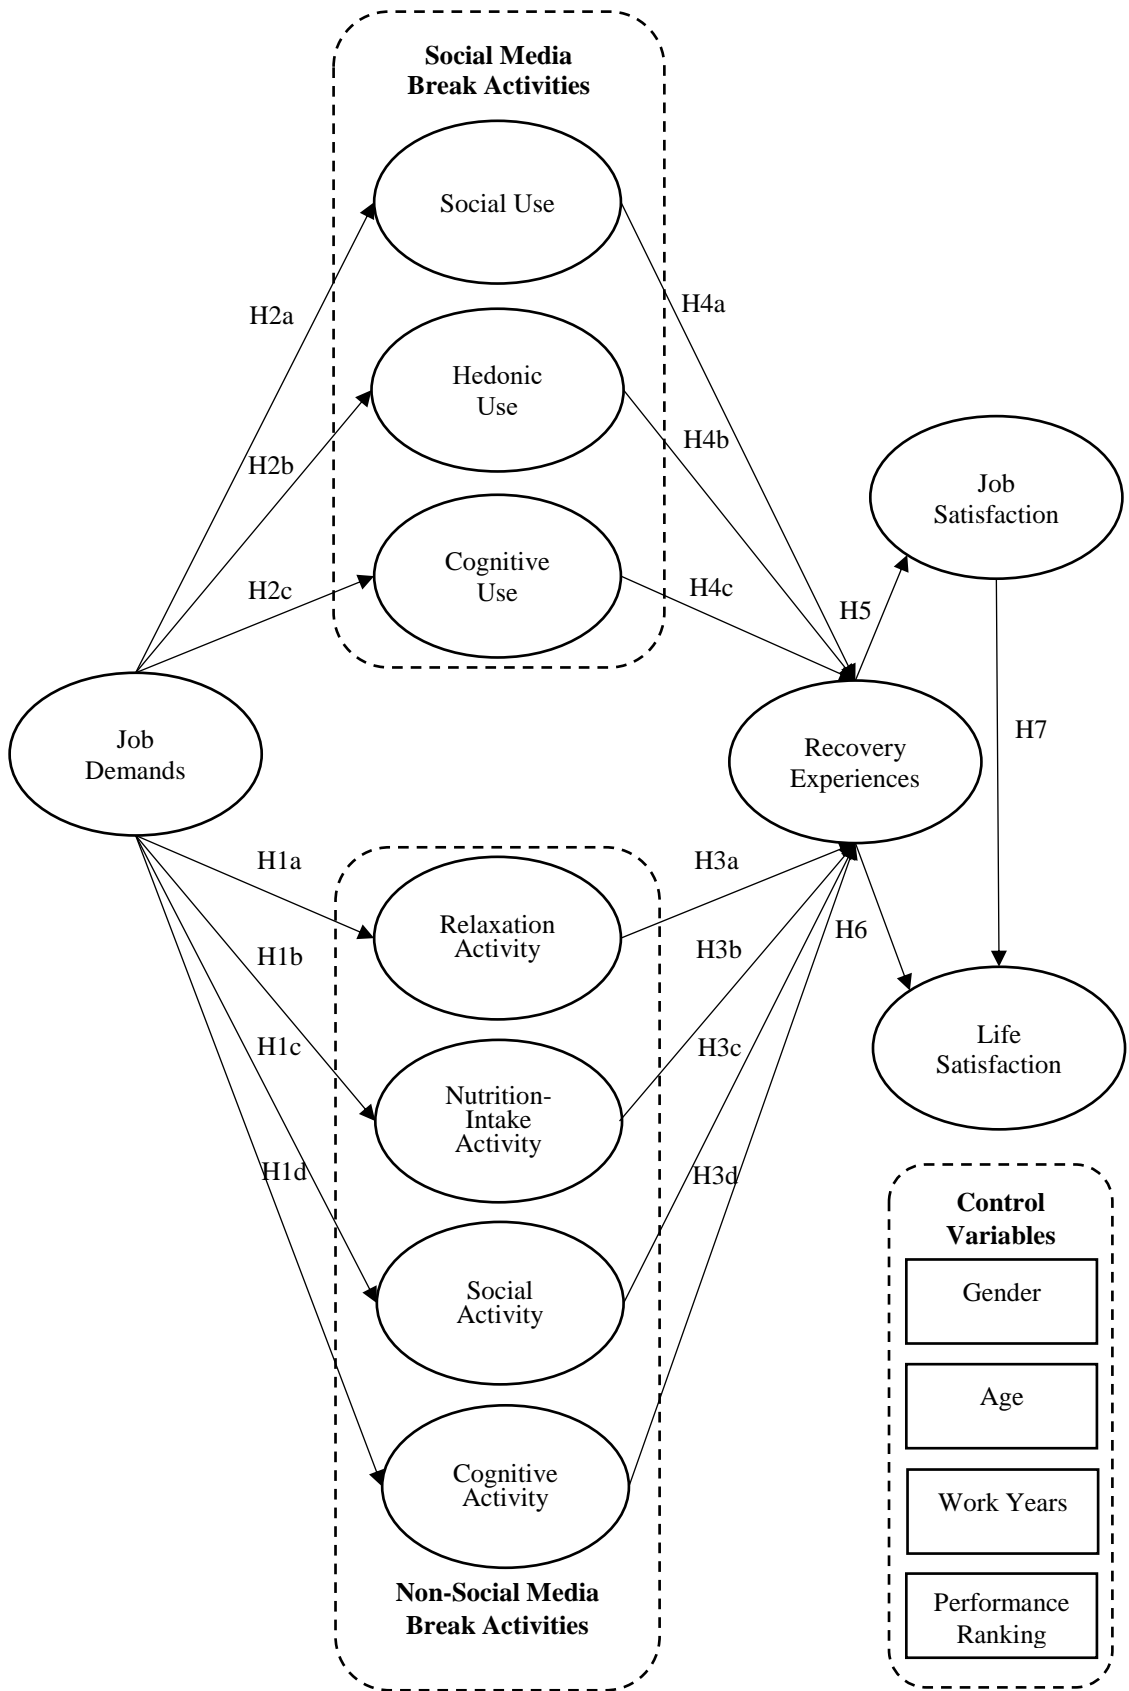 Social Media
Break Activities
Social Use
H2a
H4a
Hedonic
Use
H2b
H4b
Job
Satisfaction
Cognitive
Use
H2c
H4c
H5
Job
Demands
Recovery
Experiences
H7
H1a
H3a
Relaxation
Activity
H1b
H3b
H6
H1c
H3c
Life
Satisfaction
Nutrition-
Intake
Activity
H1d
H3d
Social
Activity
Cognitive
Activity
Non-Social Media
Break Activities
Control
Variables
Gender
Age
Work Years
Performance
Ranking